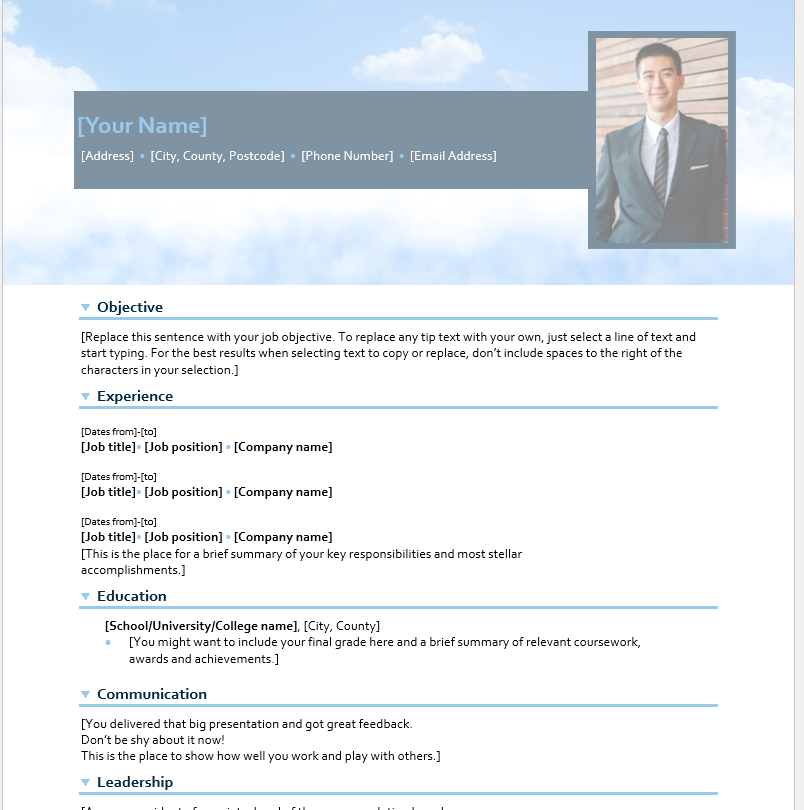 [Your Name]
[Address] • [City, County, Postcode] • [Phone Number] • [Email Address]
Objective
[Replace this sentence with your job objective. To replace any tip text with your own, just select a line of text and
start typing. For the best results when selecting text to copy or replace, don’t include spaces to the right of the
characters in your selection.]
Experience
[Dates from]-[to]
[Job title]• [Job position] • [Company name]
[Dates from]-[to]
[Job title]• [Job position] • [Company name]
[Dates from]-[to]
[Job title]• [Job position] • [Company name]
[This is the place for a brief summary of your key responsibilities and most stellar
accomplishments.]
Education
[School/University/College name], [City, County]
• [You might want to include your final grade here and a brief summary of relevant coursework,
awards and achievements.]
Communication
[You delivered that big presentation and got great feedback.
Don’t be shy about it now!
This is the place to show how well you work and play with others.]
Leadership